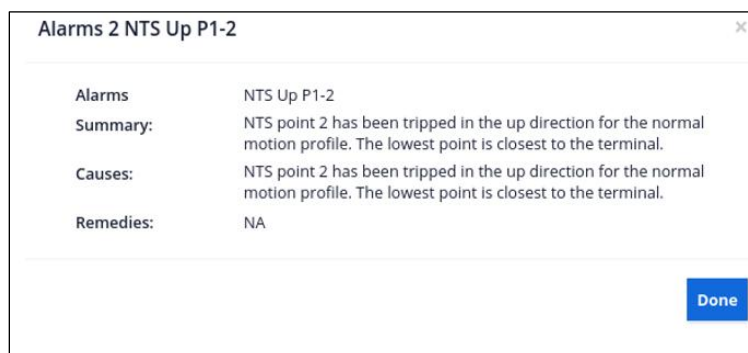 Alarms 2 NTS Up P1-2
×
Alarms NTS Up P1-2
Summary: NTS point 2 has been tripped in the up direction for the normal
motion profile. The lowest point is closest to the terminal.
Causes: NTS point 2 has been tripped in the up direction for the normal
motion profile. The lowest point is closest to the terminal.
Remedies: NA
Done